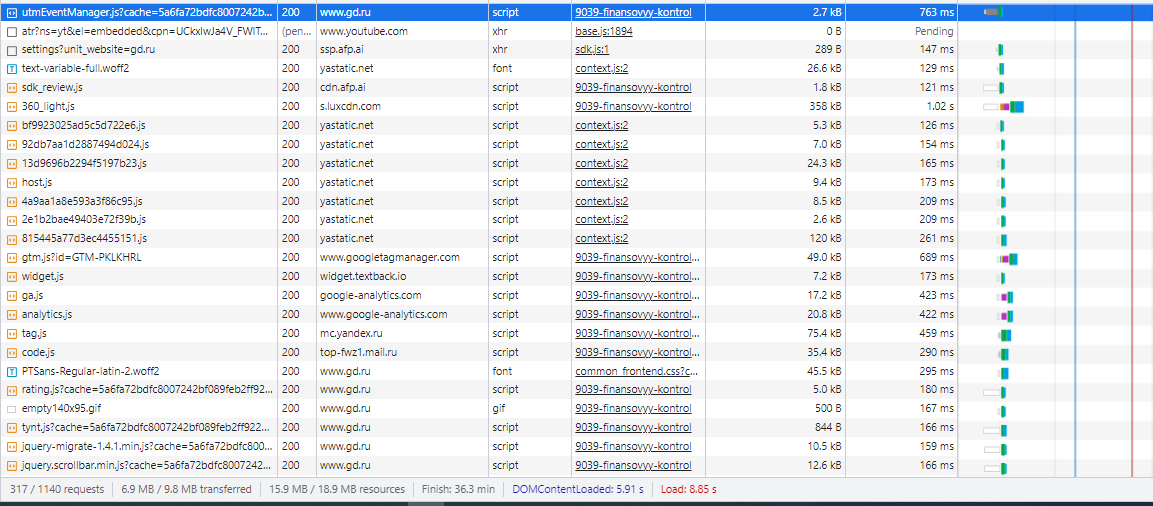 utmEventManager.js?cache=5a6fa72bdfc8007242b... 200 www.gd.ru script 9039-finansovyy-kontrol 2.7 kB 763 ms
atr?ns=yt&el=embedded&cpn=UCkxlwJa4V_FWIT... (pen... www.youtube.com xhr base.js:1894 0 B Pending
settings?unit_website=gd.ru 200 ssp.afp.ai xhr sdk.js:1 289 B 147 ms
text-variable-full.woff2 200 yastatic.net font context.js:2 26.6 kB 129 ms
sdk_review.js 200 cdn.afp.ai script 9039-finansovyy-kontrol 1.8 kB 121 ms
360_light.js 200 s.luxcdn.com script 9039-finansovyy-kontrol 358 kB 1.02 s
bf9923025ad5c5d722e6.js 200 yastatic.net script context.js:2 5.3 kB 126 ms
92db7aa1d2887494d024.js 200 yastatic.net script context.js:2 7.0 kB 154 ms
13d9696b2294f5197b23.js 200 yastatic.net script context.js:2 24.3 kB 165 ms
host.js 200 yastatic.net script context.js:2 9.4 kB 173 ms
4a9aa1a8e593a3f86c95.js 200 yastatic.net script context.js:2 8.5 kB 209 ms
2e1b2bae49403e72f39b.js 200 yastatic.net script context.js:2 2.6 kB 209 ms
815445a77d3ec4455151.js 200 yastatic.net script context.js:2 120 kB 261 ms
gtm.js?id=GTM-PKLKHRL 200 www.googletagmanager.com script 9039-finansovyy-kontrol... 49.0 kB 689 ms
widget.js 200 widget.textback.io script 9039-finansovyy-kontrol... 7.2 kB 173 ms
ga.js 200 google-analytics.com script 9039-finansovyy-kontrol... 17.2 kB 423 ms
analytics.js 200 www.google-analytics.com script 9039-finansovyy-kontrol... 20.8 kB 422 ms
tag.js 200 mc.yandex.ru script 9039-finansovyy-kontrol... 75.4 kB 459 ms
code.js 200 top-fwz1.mail.ru script 9039-finansovyy-kontrol... 35.4 kB 290 ms
PTSans-Regular-latin-2.woff2 200 www.gd.ru font common_frontend.css?c... 45.5 kB 295 ms
rating.js?cache=5a6fa72bdfc8007242bf089feb2ff92... 200 www.gd.ru script 9039-finansovyy-kontrol 5.0 kB 180 ms
empty140x95.gif 200 www.gd.ru gif 9039-finansovyy-kontrol 500 B 167 ms
tynt.js?cache=5a6fa72bdfc8007242bf089feb2ff922... 200 www.gd.ru script 9039-finansovyy-kontrol 844 B 166 ms
jquery-migrate-1.4.1.min.js?cache=5a6fa72bdfc800... 200 www.gd.ru script 9039-finansovyy-kontrol 10.5 kB 159 ms
jquery.scrollbar.min.js?cache=5a6fa72bdfc8007242... 200 www.gd.ru script 9039-finansovyy-kontrol 12.6 kB 166 ms
317 / 1140 requests 6.9 MB / 9.8 MB transferred 15.9 MB / 18.9 MB resources Finish: 36.3 min DOMContentLoaded: 5.91 s Load: 8.85 s